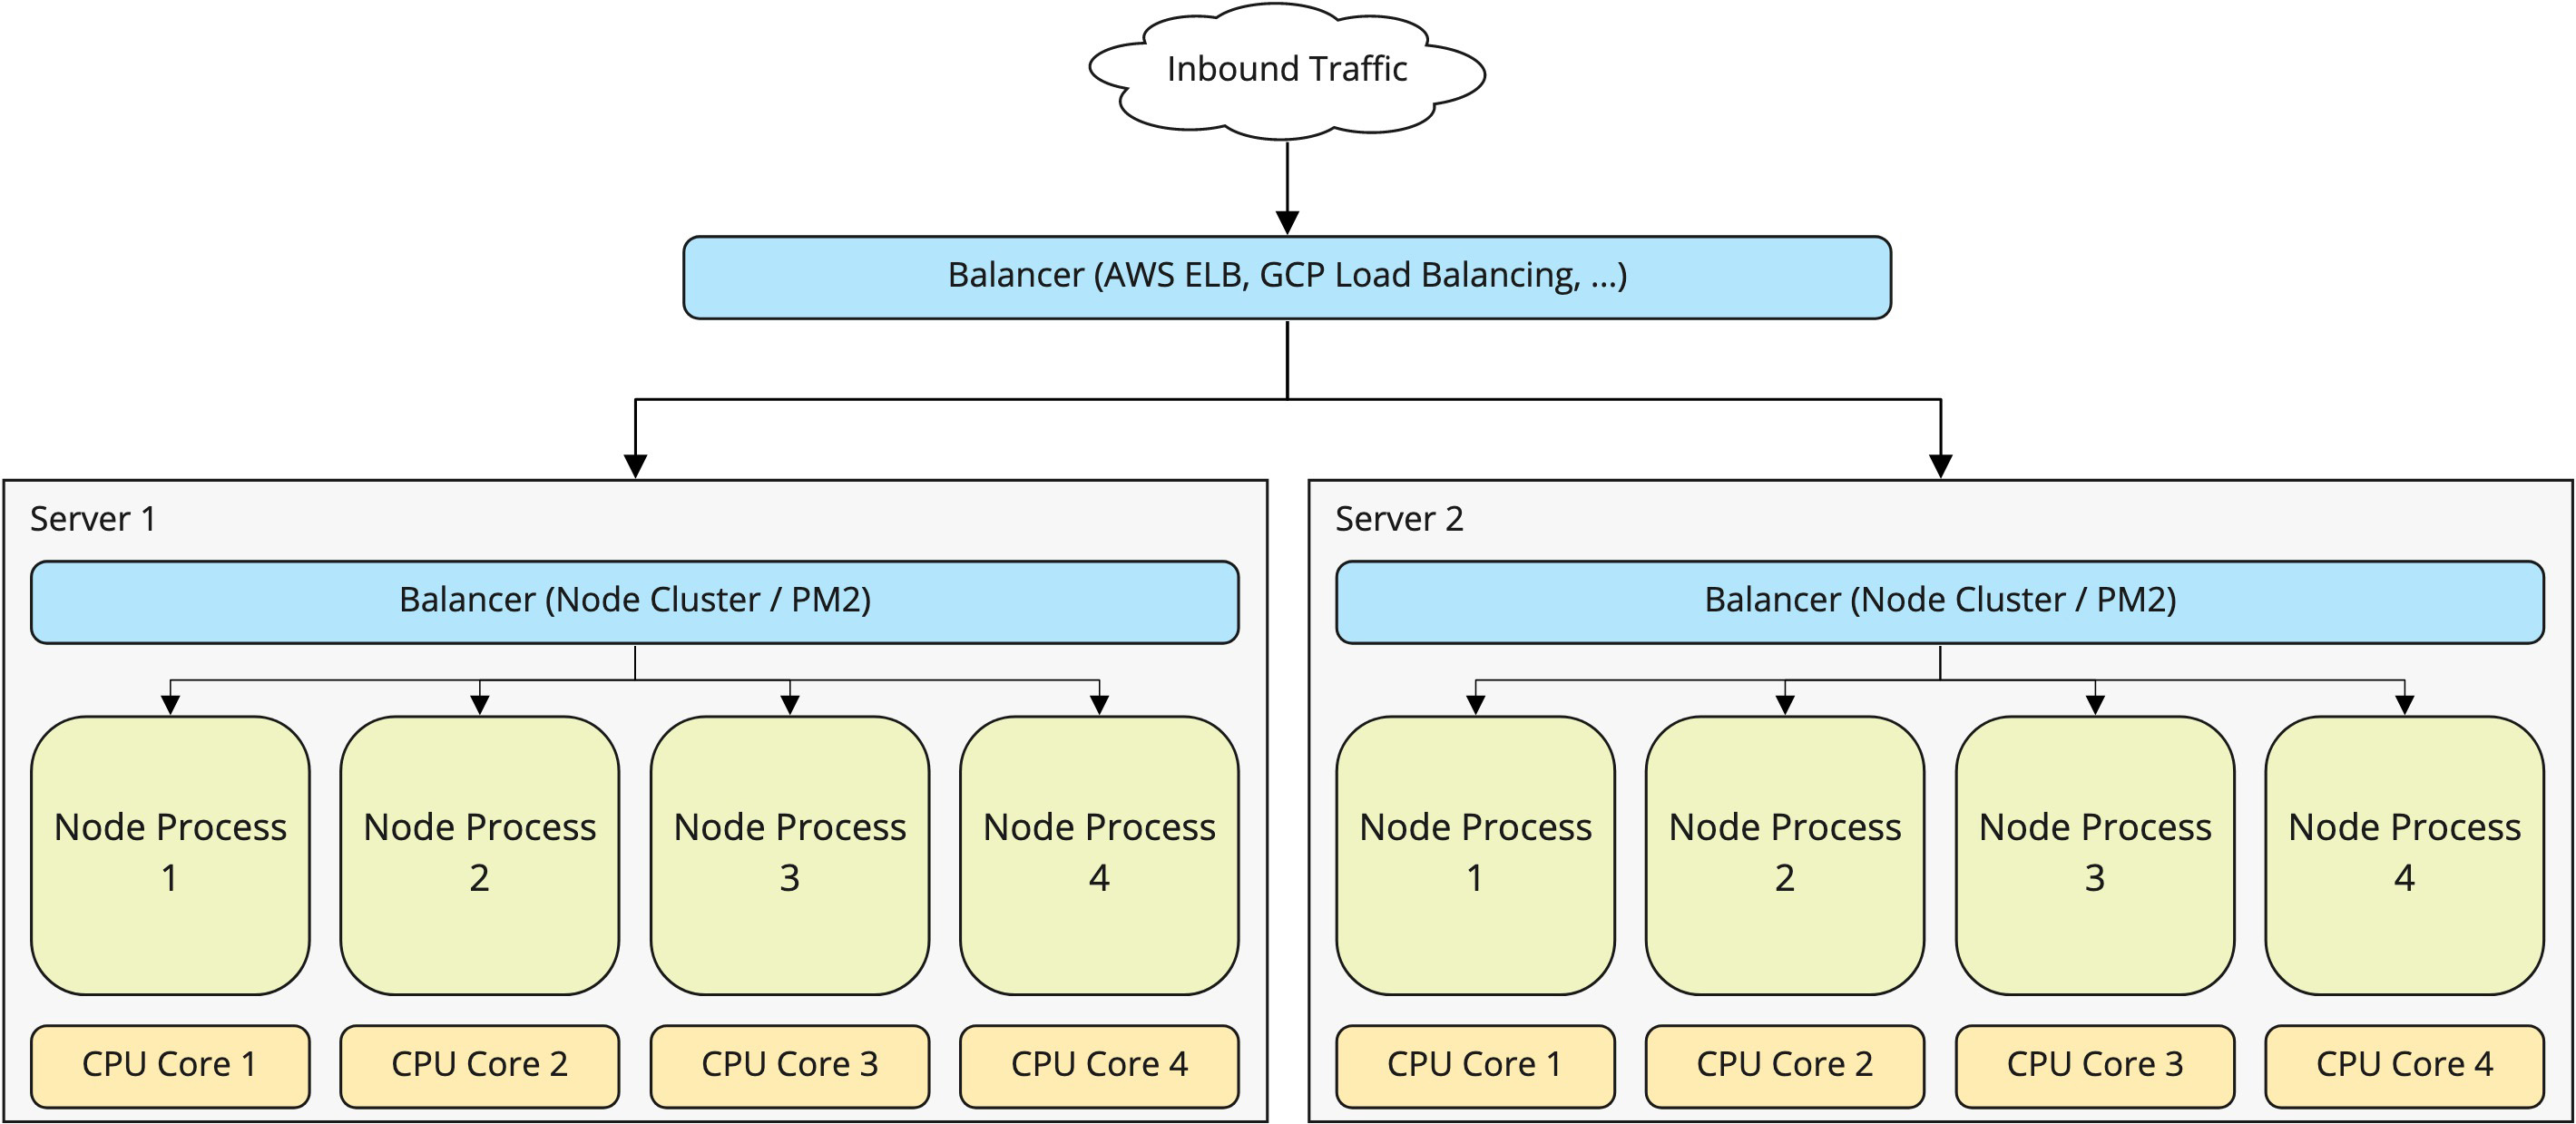 Inbound Traffic
Balancer (AWS ELB, GCP Load Balancing, ...)
Server 1
Balancer (Node Cluster / PM2)
Node Process
1
Node Process
2
Node Process
3
Node Process
4
CPU Core 1
CPU Core 2
CPU Core 3
CPU Core 4
Server 2
Balancer (Node Cluster / PM2)
Node Process
1
Node Process
2
Node Process
3
Node Process
4
CPU Core 1
CPU Core 2
CPU Core 3
CPU Core 4